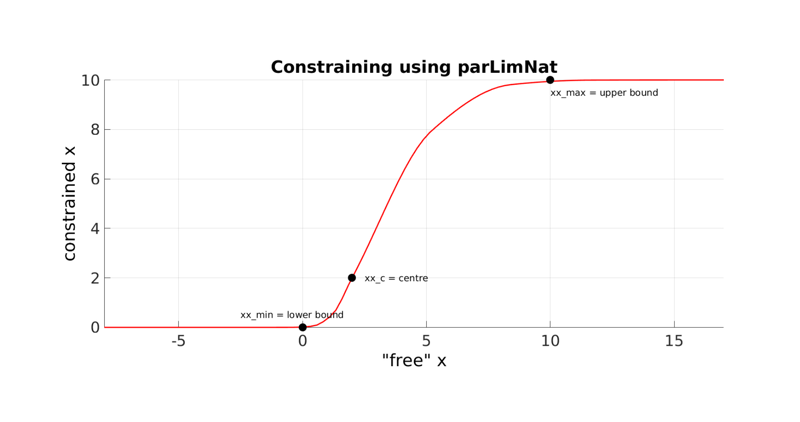 Constraining using parLimNat
10
xx_max = upper bound
8
6
constrained x
4
2
xx_c = centre
xx_min = lower bound
0
-5
0
5
10
15
"free" x